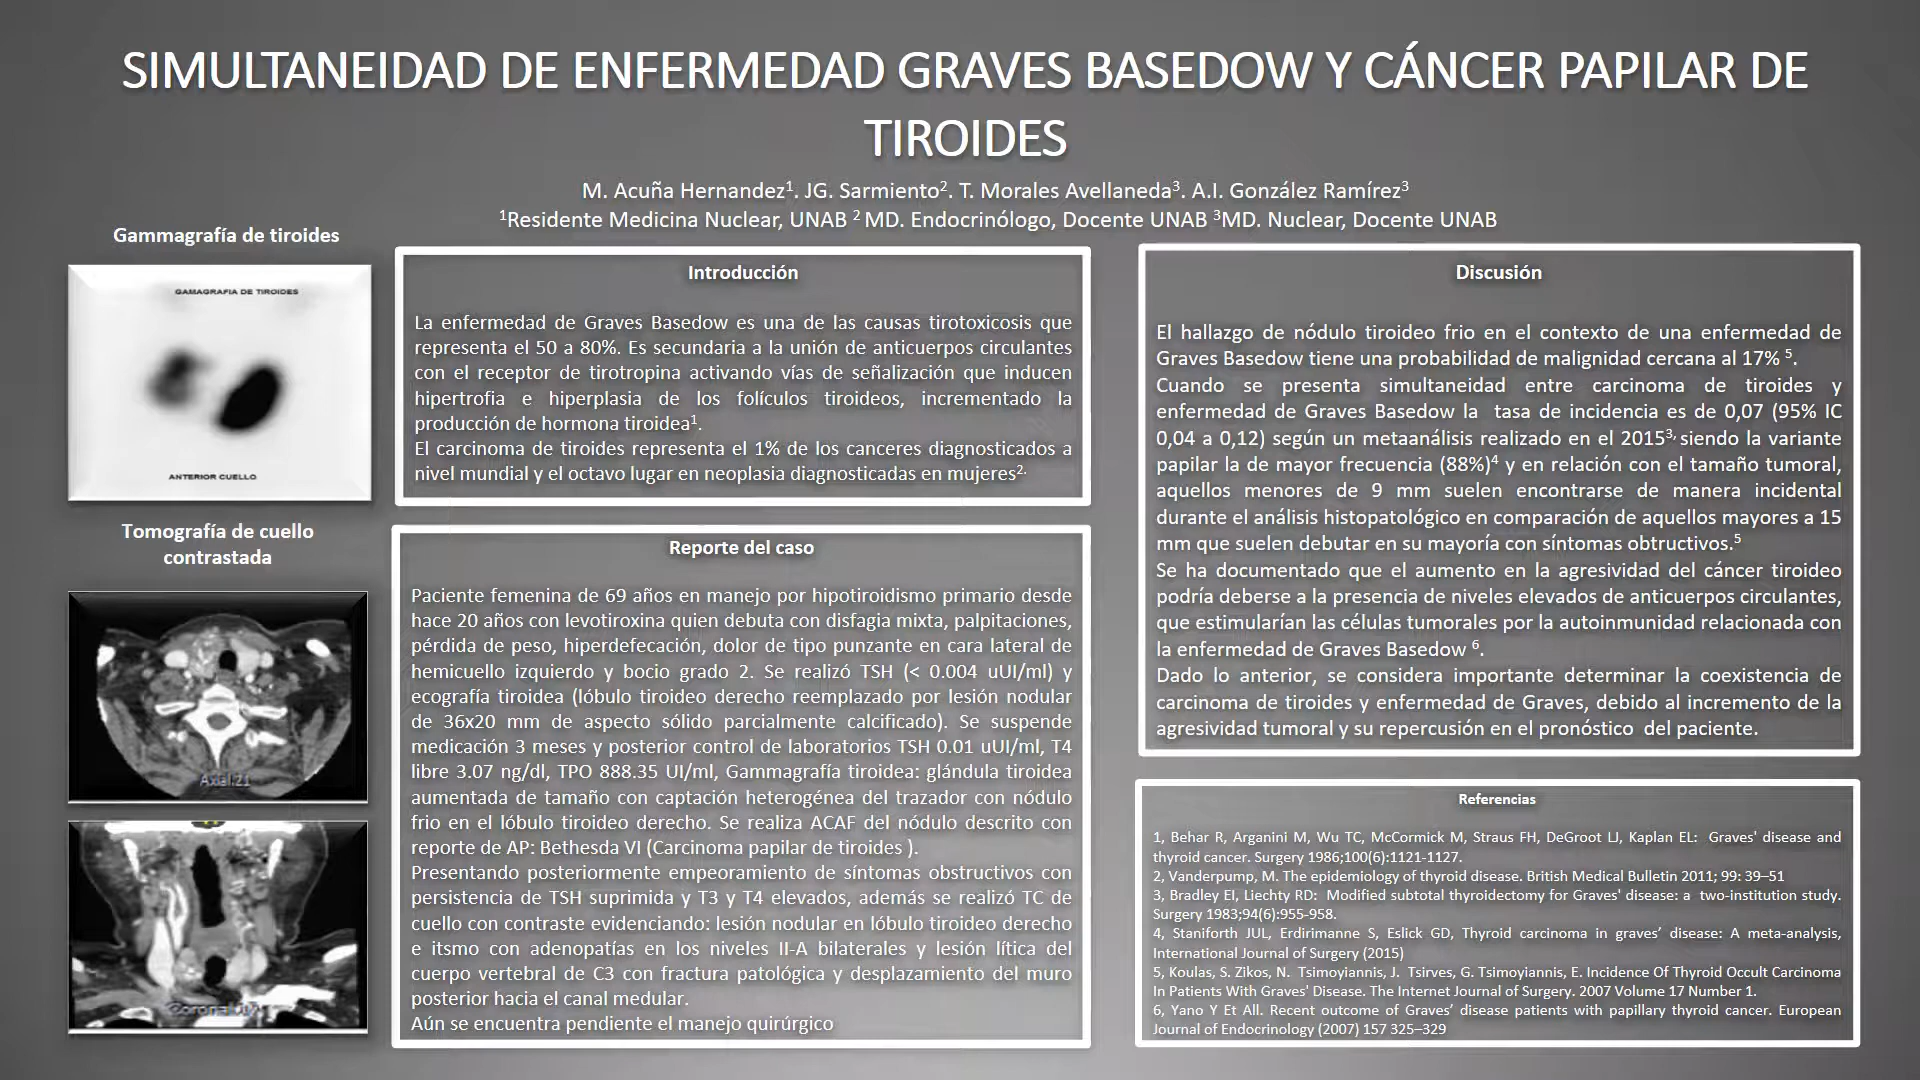 SIMULTANEIDAD DE ENFERMEDAD GRAVES BASEDOW Y CÁNCER PAPILAR DE
TIROIDES
M. Acuña Hernandez1. JG. Sarmiento2. T. Morales Avellaneda3. A.I. González Ramírez3
1Residente Medicina Nuclear, UNAB 2 MD. Endocrinólogo, Docente UNAB 3MD. Nuclear, Docente UNAB
Gammagrafía de tiroides
GAMAGRAFIA DE TIROIDES
ANTERIOR CUELLO
Tomografía de cuello
contrastada
Axial 21
Introducción
La enfermedad de Graves Basedow es una de las causas tirotoxicosis que
representa el 50 a 80%. Es secundaria a la unión de anticuerpos circulantes
con el receptor de tirotropina activando vías de señalización que inducen
hipertrofia e hiperplasia de los folículos tiroideos, incrementado la
producción de hormona tiroidea1.
El carcinoma de tiroides representa el 1% de los canceres diagnosticados a
nivel mundial y el octavo lugar en neoplasia diagnosticadas en mujeres2.
Reporte del caso
Paciente femenina de 69 años en manejo por hipotiroidismo primario desde
hace 20 años con levotiroxina quien debuta con disfagia mixta, palpitaciones,
pérdida de peso, hiperdefecación, dolor de tipo punzante en cara lateral de
hemicuello izquierdo y bocio grado 2. Se realizó TSH (< 0.004 uUI/ml) y
ecografía tiroidea (lóbulo tiroideo derecho reemplazado por lesión nodular
de 36x20 mm de aspecto sólido parcialmente calcificado). Se suspende
medicación 3 meses y posterior control de laboratorios TSH 0.01 uUI/ml, T4
libre 3.07 ng/dl, TPO 888.35 UI/ml, Gammagrafía tiroidea: glándula tiroidea
aumentada de tamaño con captación heterogénea del trazador con nódulo
frio en el lóbulo tiroideo derecho. Se realiza ACAF del nódulo descrito con
reporte de AP: Bethesda VI (Carcinoma papilar de tiroides ).
Presentando posteriormente empeoramiento de síntomas obstructivos con
persistencia de TSH suprimida y T3 y T4 elevados, además se realizó TC de
cuello con contraste evidenciando: lesión nodular en lóbulo tiroideo derecho
e itsmo con adenopatías en los niveles II-A bilaterales y lesión lítica del
cuerpo vertebral de C3 con fractura patológica y desplazamiento del muro
posterior hacia el canal medular.
Aún se encuentra pendiente el manejo quirúrgico
Discusión
El hallazgo de nódulo tiroideo frio en el contexto de una enfermedad de
Graves Basedow tiene una probabilidad de malignidad cercana al 17% 5.
Cuando se presenta simultaneidad entre carcinoma de tiroides y
enfermedad de Graves Basedow la tasa de incidencia es de 0,07 (95% IC
0,04 a 0,12) según un metaanálisis realizado en el 20153, siendo la variante
papilar la de mayor frecuencia (88%)4 y en relación con el tamaño tumoral,
aquellos menores de 9 mm suelen encontrarse de manera incidental
durante el análisis histopatológico en comparación de aquellos mayores a 15
mm que suelen debutar en su mayoría con síntomas obtructivos.5
Se ha documentado que el aumento en la agresividad del cáncer tiroideo
podría deberse a la presencia de niveles elevados de anticuerpos circulantes,
que estimularían las células tumorales por la autoinmunidad relacionada con
la enfermedad de Graves Basedow 6.
Dado lo anterior, se considera importante determinar la coexistencia de
carcinoma de tiroides y enfermedad de Graves, debido al incremento de la
agresividad tumoral y su repercusión en el pronóstico del paciente.
Referencias
1, Behar R, Arganini M, Wu TC, McCormick M, Straus FH, DeGroot LJ, Kaplan EL: Graves' disease and
thyroid cancer. Surgery 1986;100(6):1121-1127.
2, Vanderpump, M. The epidemiology of thyroid disease. British Medical Bulletin 2011; 99: 39–51
3, Bradley EI, Liechty RD: Modified subtotal thyroidectomy for Graves' disease: a two-institution study.
Surgery 1983;94(6):955-958.
4, Staniforth JUL, Erdirimanne S, Eslick GD, Thyroid carcinoma in graves’ disease: A meta-analysis,
International Journal of Surgery (2015)
5, Koulas, S. Zikos, N. Tsimoyiannis, J. Tsirves, G. Tsimoyiannis, E. Incidence Of Thyroid Occult Carcinoma
In Patients With Graves' Disease. The Internet Journal of Surgery. 2007 Volume 17 Number 1.
6, Yano Y Et All. Recent outcome of Graves’ disease patients with papillary thyroid cancer. European
Journal of Endocrinology (2007) 157 325–329